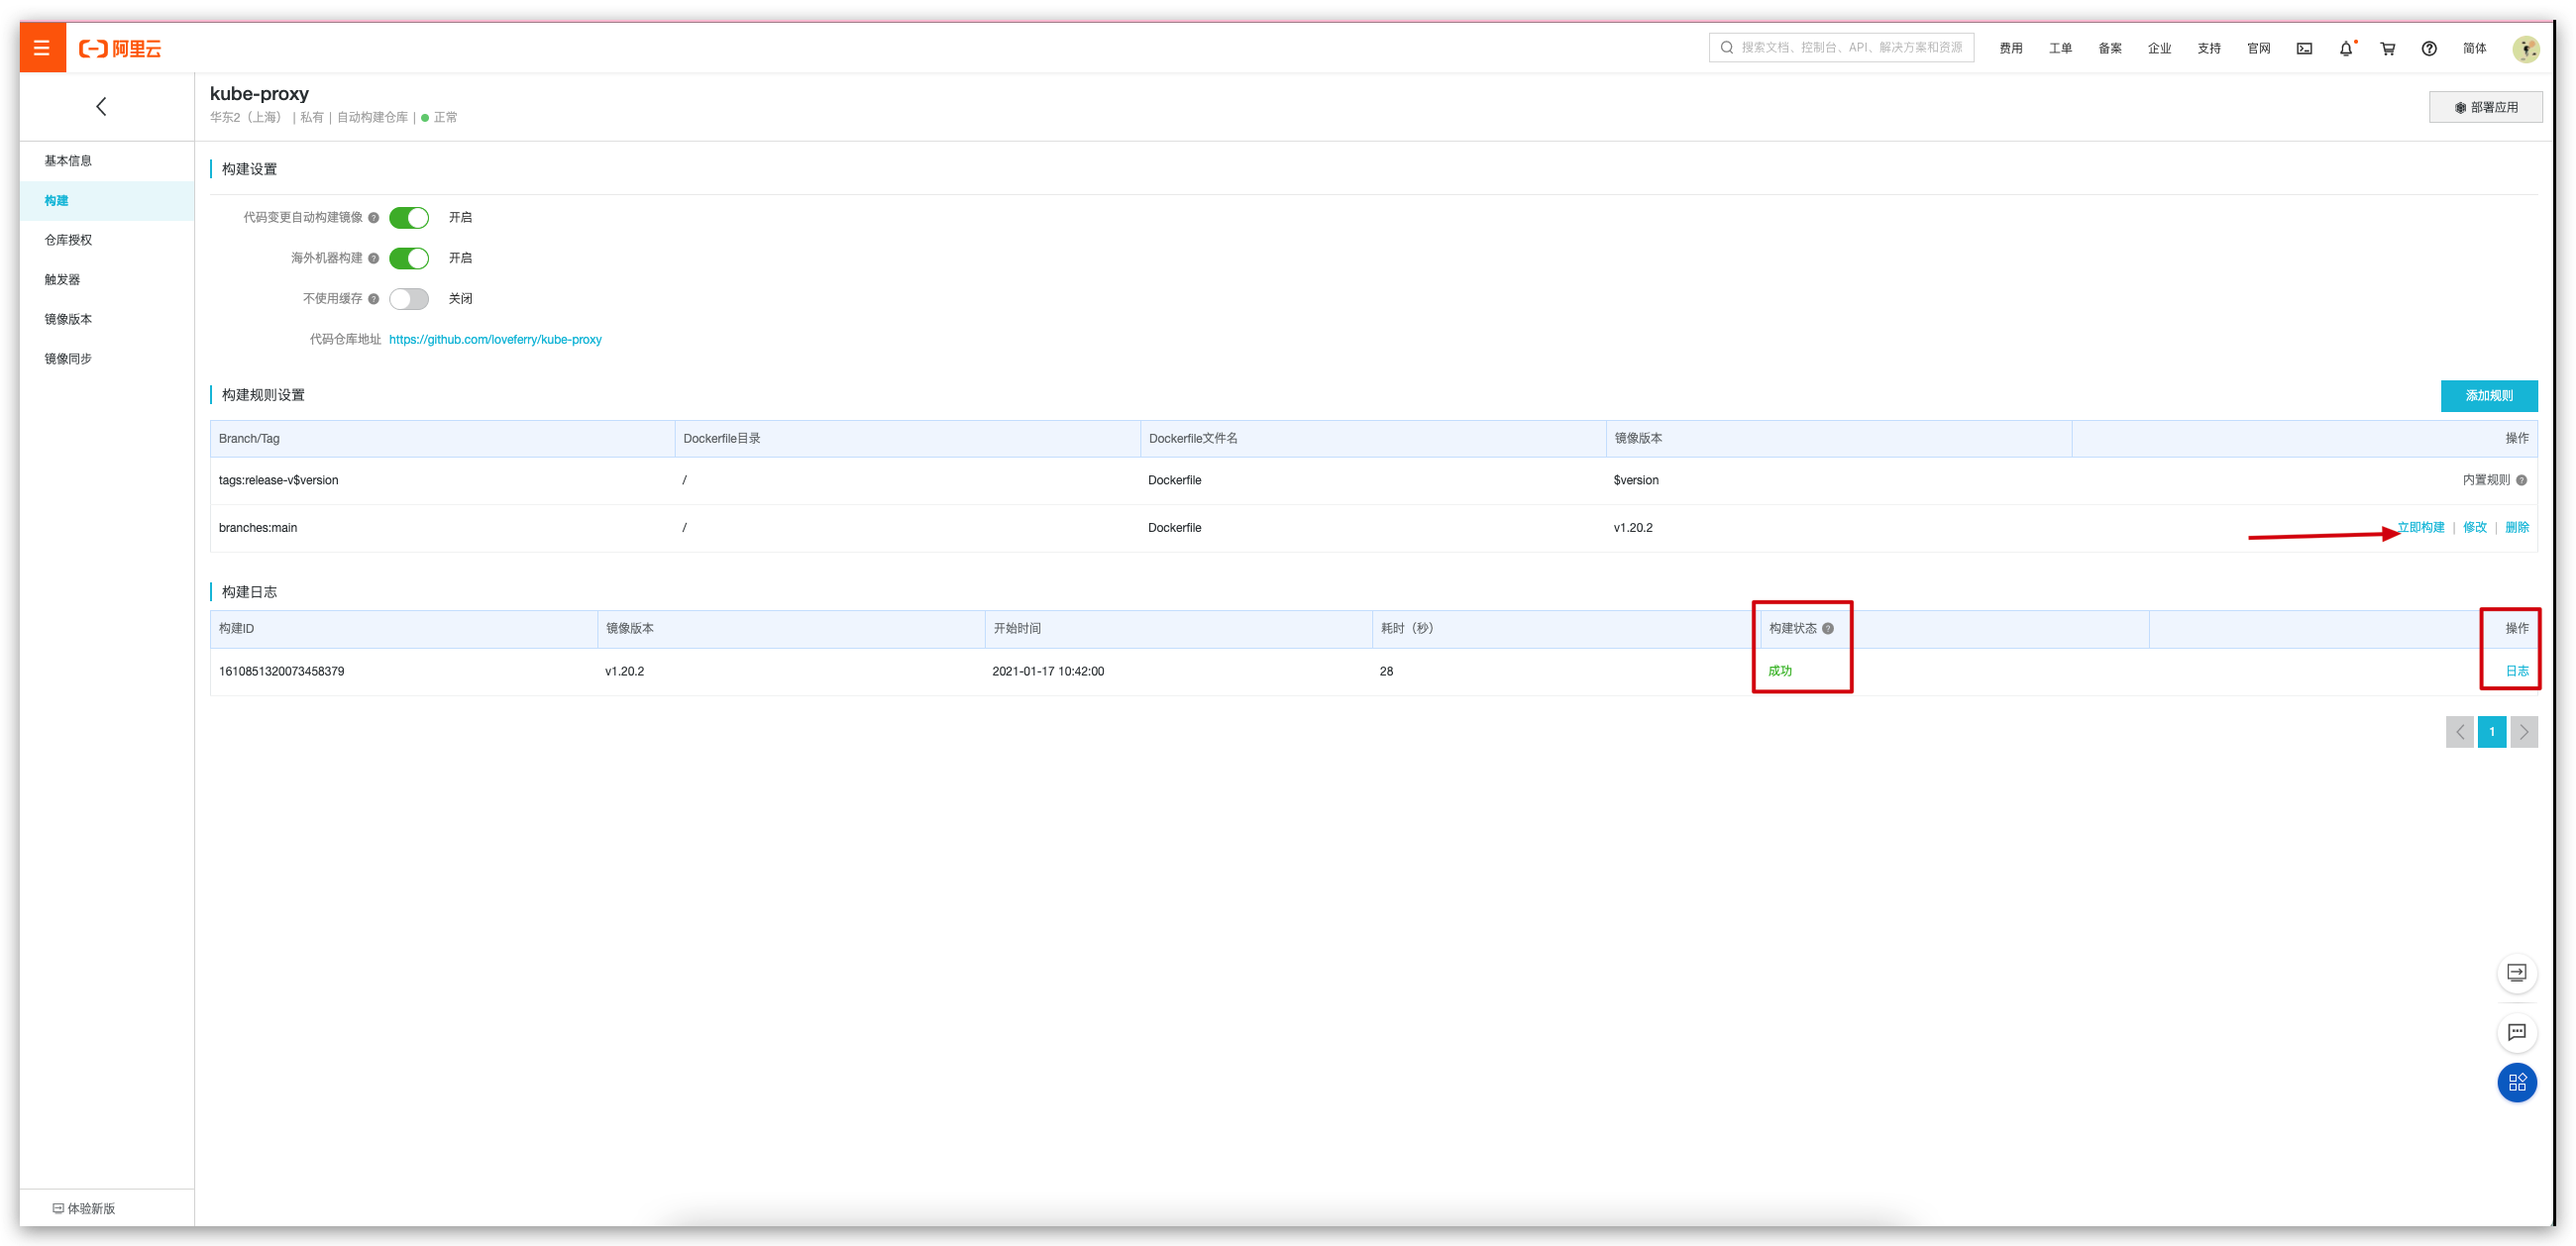 阿里云
搜索文档、控制台、API、解决方案和资源 费用 工单 备案 企业 支持 官网 简体
kube-proxy
华东2（上海） | 私有 | 自动构建仓库 | 正常
部署应用
基本信息
构建
仓库授权
触发器
镜像版本
镜像同步
体验新版
构建设置
代码变更自动构建镜像 开启
海外机器构建 开启
不使用缓存 关闭
代码仓库地址 https://github.com/loveferry/kube-proxy
构建规则设置 添加规则
Branch/Tag Dockerfile目录 Dockerfile文件名 镜像版本 操作
tags:release-v$version / Dockerfile $version 内置规则
branches:main / Dockerfile v1.20.2 立即构建 | 修改 | 删除
构建日志
构建ID 镜像版本 开始时间 耗时（秒） 构建状态 操作
1610851320073458379 v1.20.2 2021-01-17 10:42:00 28 成功 日志
1